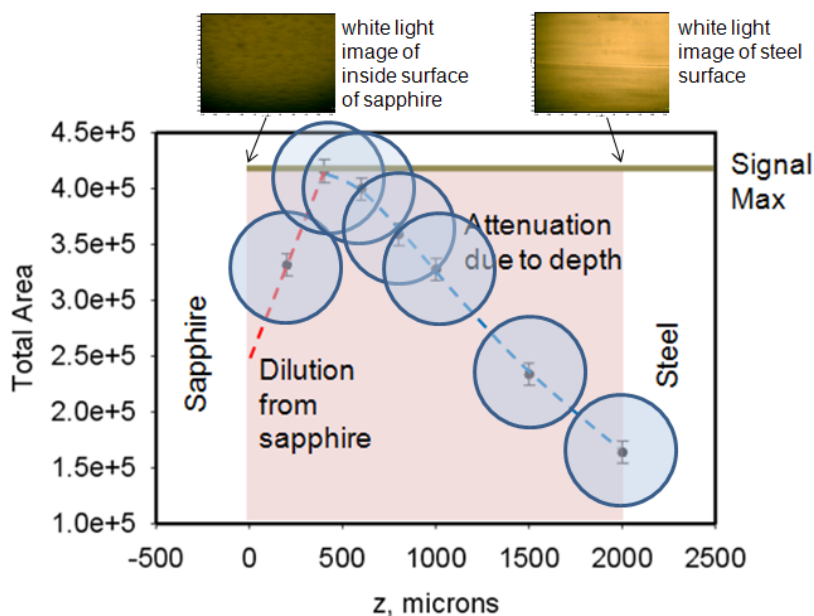 white light
image of
inside surface
of sapphire
white light
image of steel
surface
4.5e+5
4.0e+5
3.5e+5
3.0e+5
2.5e+5
2.0e+5
1.5e+5
1.0e+5
Total Area
Sapphire
Dilution
from
sapphire
Attenuation
due to depth
Steel
Signal
Max
-500
0
500
1000
1500
2000
2500
z, microns